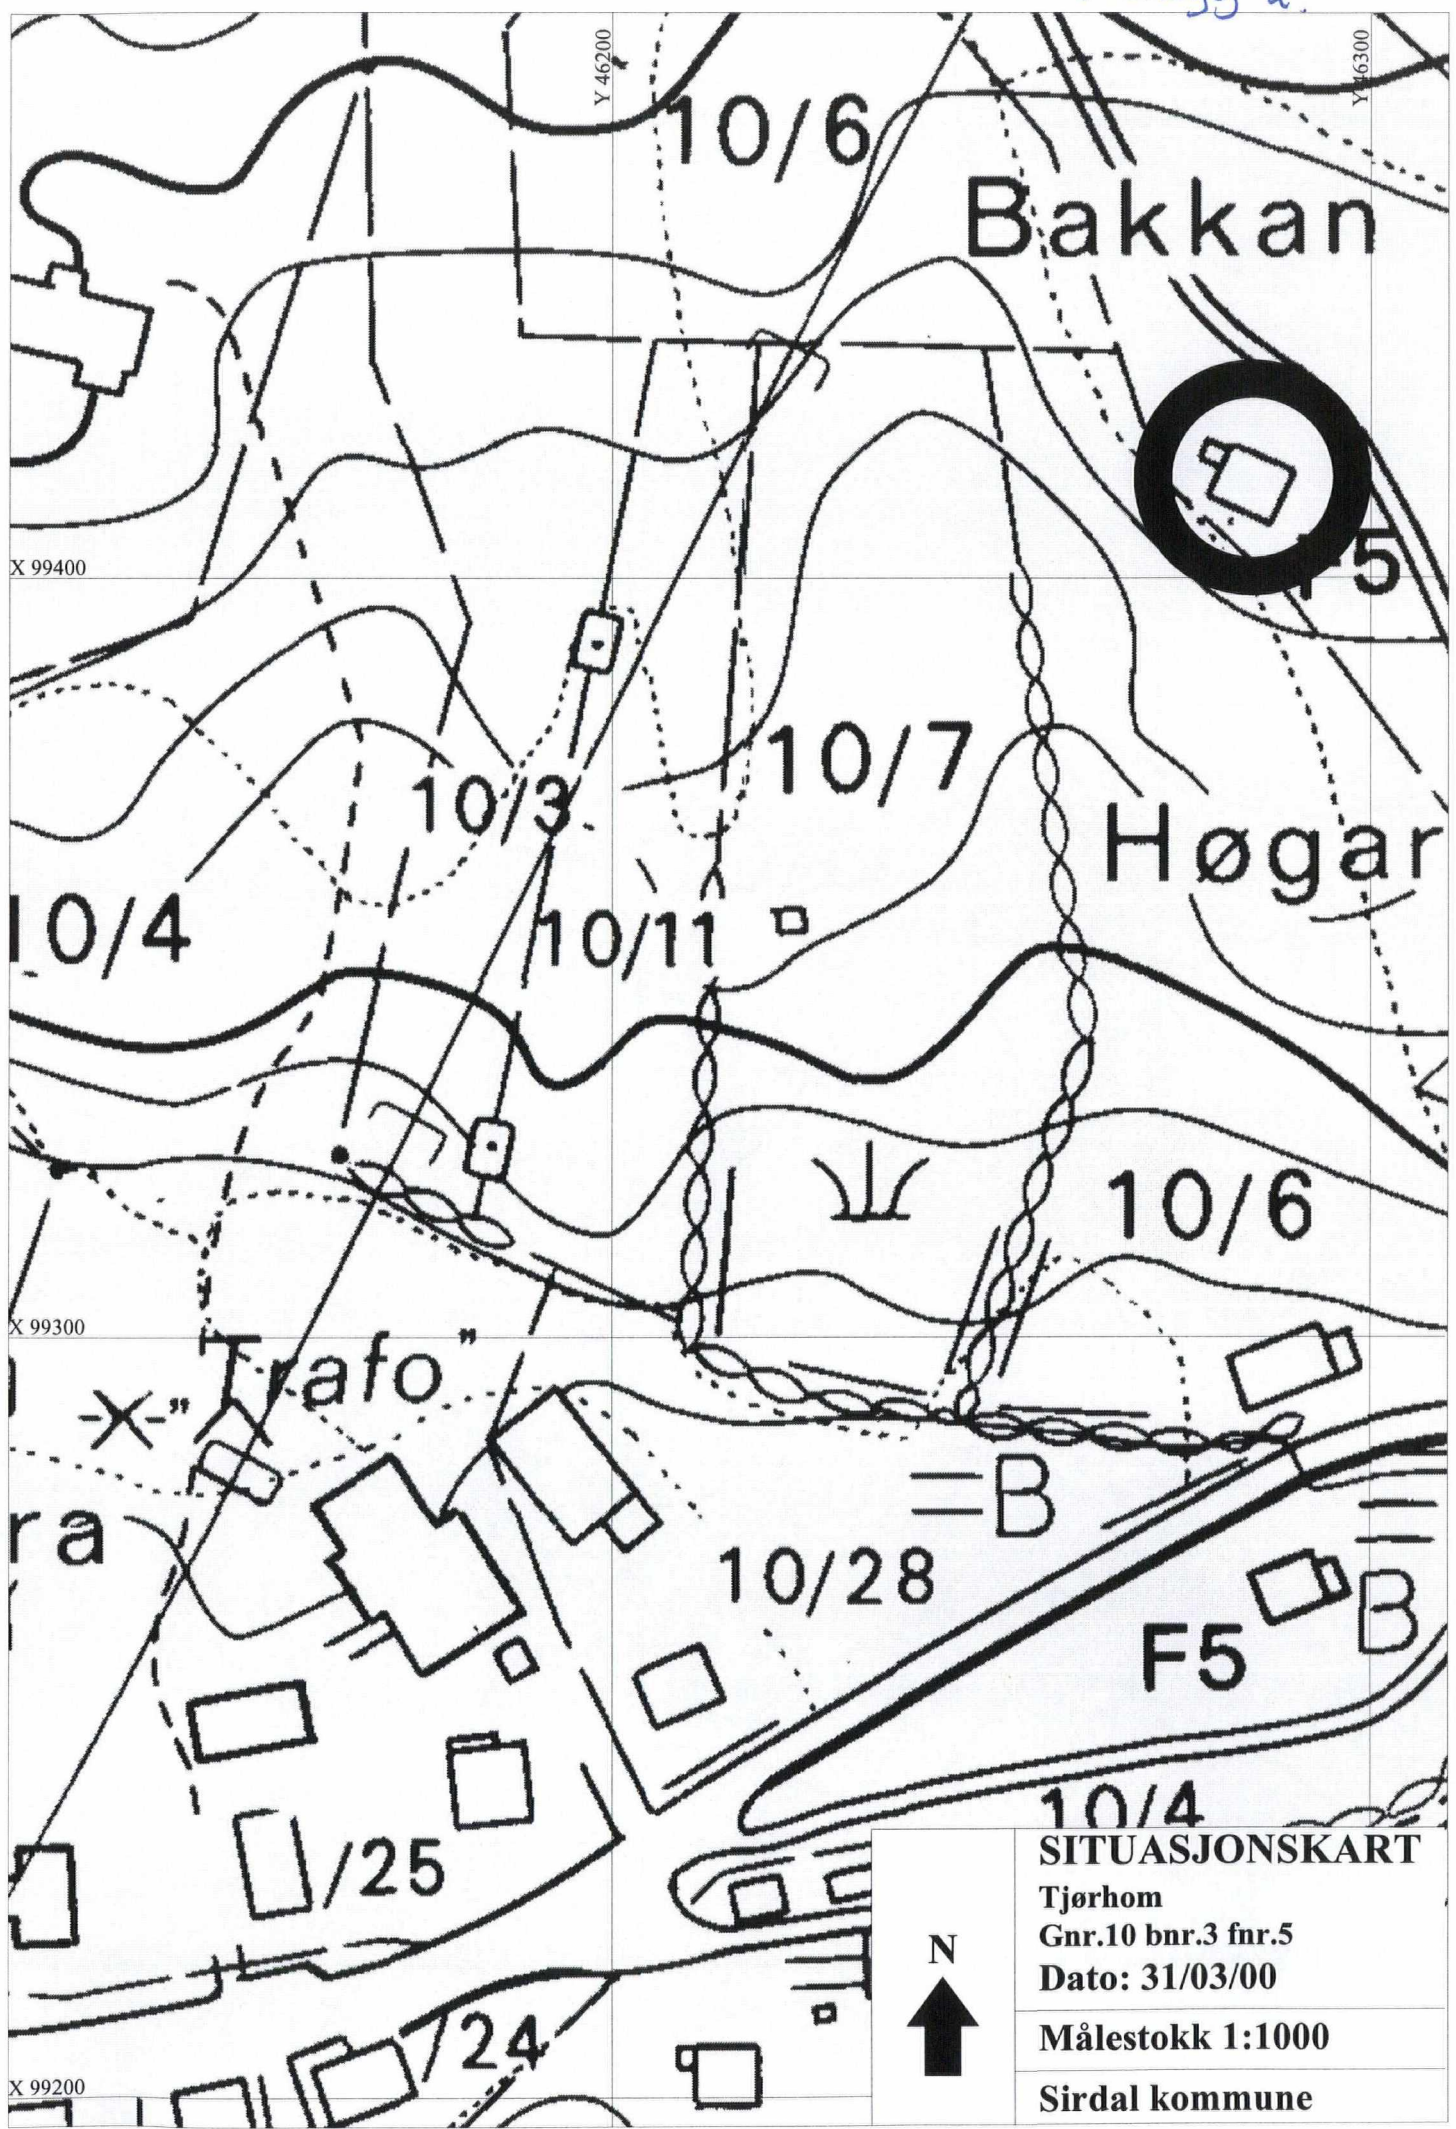 Y 46200
Y 46300
10/6
Bakkan
X 99400
F5
10/7
10/3
Høgar
10/4
10/11
10/6
X 99300
"Trafo"
-X-
ra
=B
10/28
B
F5
10/4
/25
/24
X 99200
N
SITUASJONSKART
Tjørhom
Gnr.10 bnr.3 fnr.5
Dato: 31/03/00
Målestokk 1:1000
Sirdal kommune